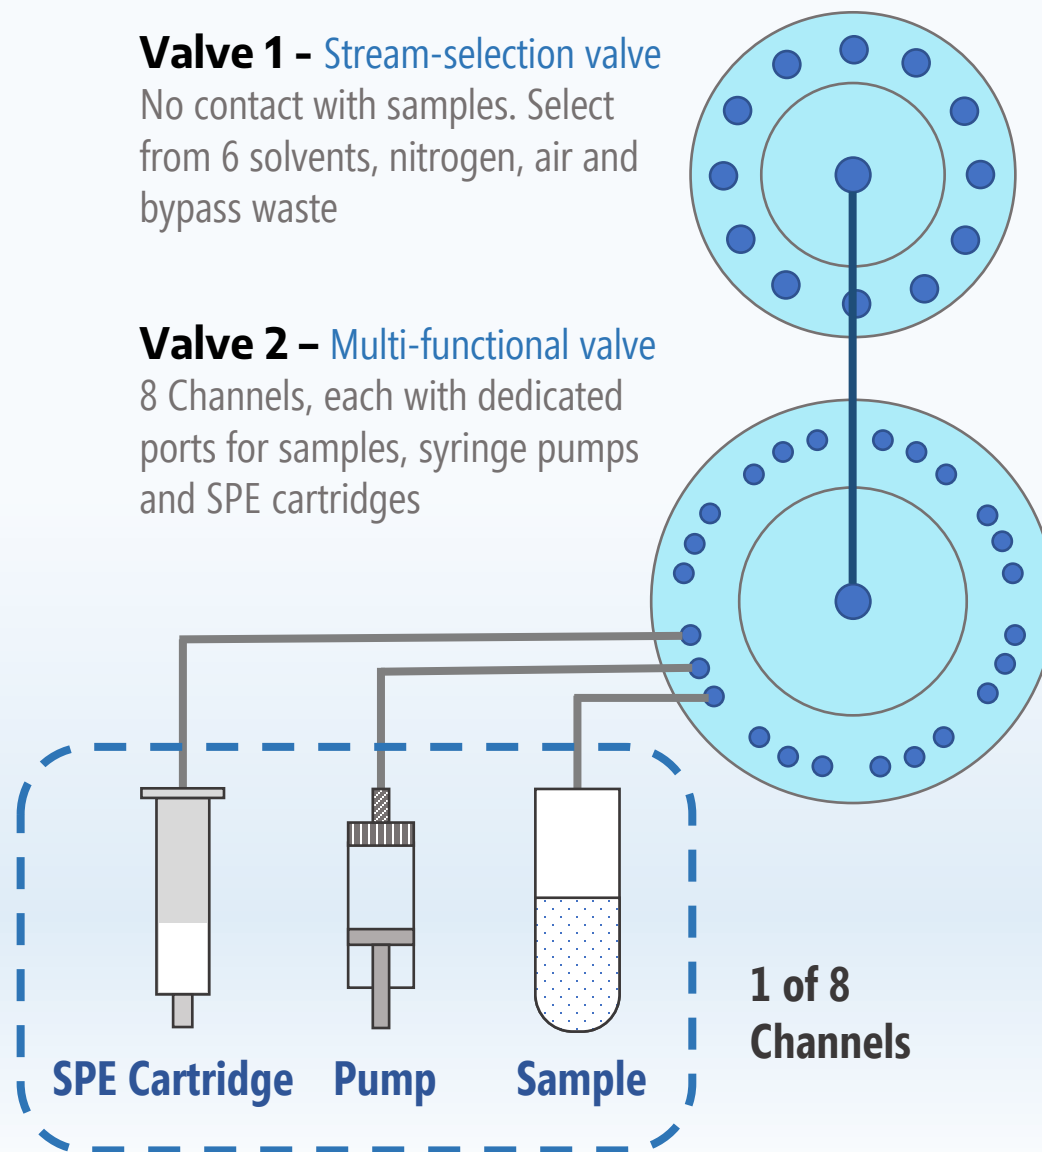 Valve 1 - Stream-selection valve
No contact with samples. Select
from 6 solvents, nitrogen, air and
bypass waste
Valve 2 – Multi-functional valve
8 Channels, each with dedicated
ports for samples, syringe pumps
and SPE cartridges
1 of 8
Channels
SPE Cartridge Pump Sample